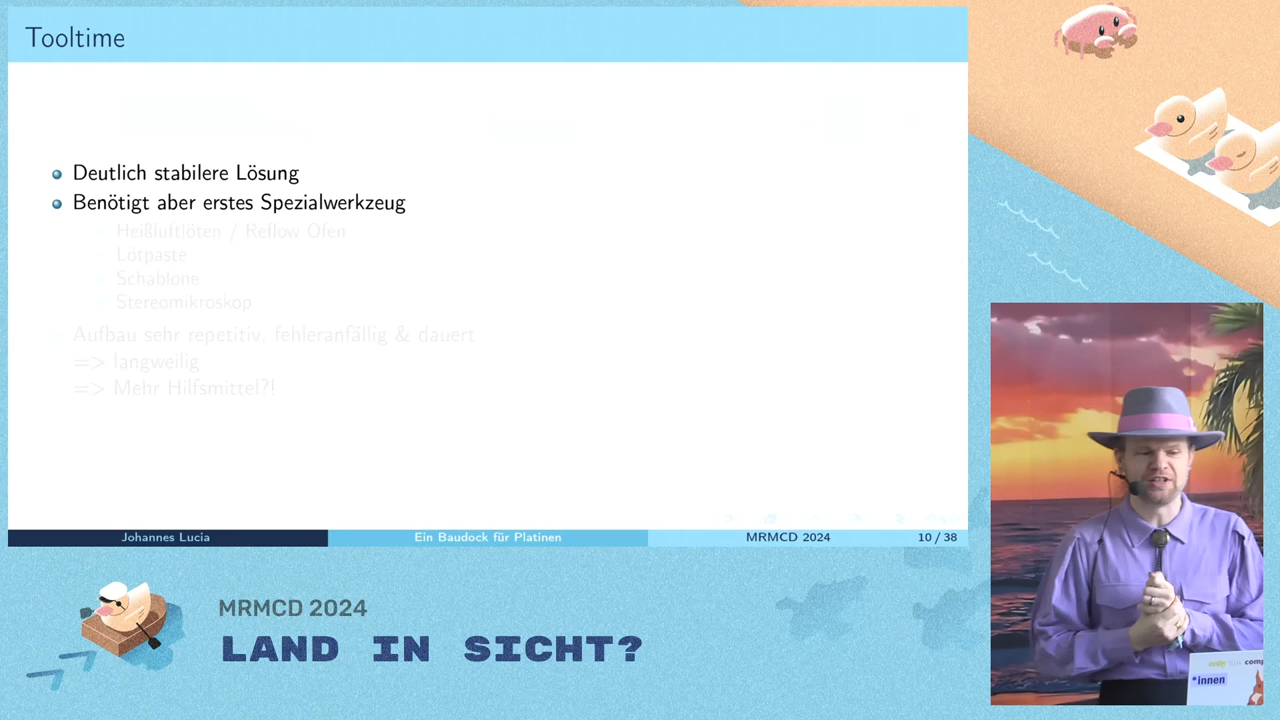 Tooltime
Deutlich stabilere Lösung
Benötigt aber erstes Spezialwerkzeug
Heißluftlöten / Reflow Ofen
Lötpaste
Schablone
Stereomikroskop
Aufbau sehr repetitiv, fehleranfällig & dauert
=> langweilig
=> Mehr Hilfsmittel?!
Johannes Lucia
Ein Baudock für Platinen
MRMCD 2024
10 / 38
MRMCD 2024
LAND IN SICHT?
*innen